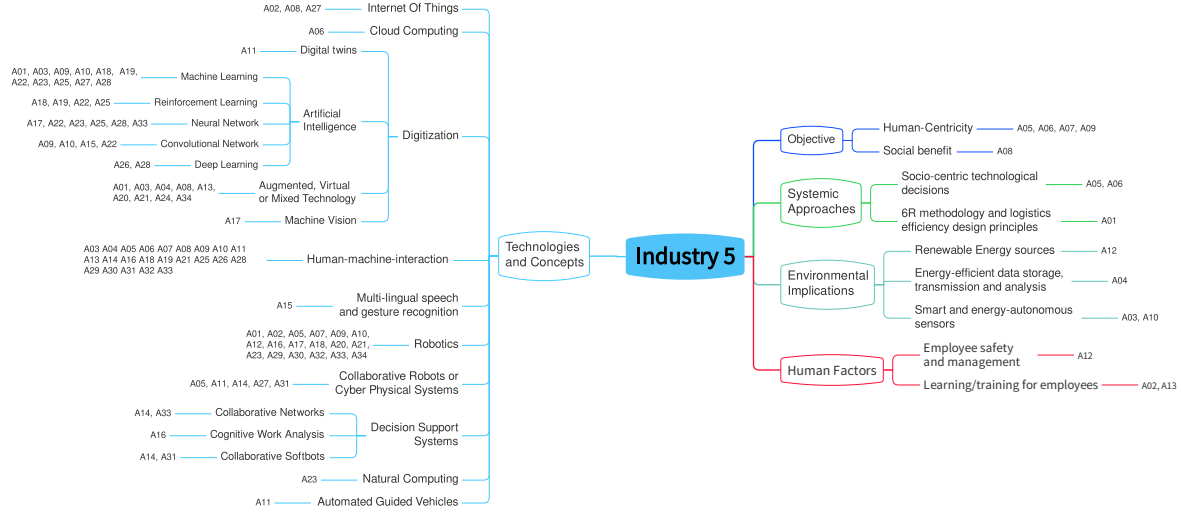 A02, A08, A27
Internet Of Things
A06
Cloud Computing
A11
Digital twins
A01, A03, A09, A10, A18, A19,
A22, A23, A25, A27, A28
Machine Learning
A18, A19, A22, A25
Reinforcement Learning
A17, A22, A23, A25, A28, A33
Neural Network
A09, A10, A15, A22
Convolutional Network
A26, A28
Deep Learning
Artificial
Intelligence
Digitization
A01, A03, A04, A08, A13,
A20, A21, A24, A34
Augmented, Virtual
or Mixed Technology
A17
Machine Vision
A03 A04 A05 A06 A07 A08 A09 A10 A11
A13 A14 A16 A18 A19 A21 A25 A26 A28
A29 A30 A31 A32 A33
Human-machine-interaction
A15
Multi-lingual speech
and gesture recognition
A01, A02, A05, A07, A09, A10,
A12, A16, A17, A18, A20, A21,
A23, A29, A30, A32, A33, A34
Robotics
A05, A11, A14, A27, A31
Collaborative Robots or
Cyber Physical Systems
A14, A33
Collaborative Networks
A16
Cognitive Work Analysis
A14, A31
Collaborative Softbots
Decision Support
Systems
A23
Natural Computing
A11
Automated Guided Vehicles
Technologies
and Concepts
Industry 5
Objective
Human-Centricity
A05, A06, A07, A09
Social benefit
A08
Systemic
Approaches
Socio-centric technological
decisions
A05, A06
6R methodology and logistics
efficiency design principles
A01
Environmental
Implications
Renewable Energy sources
A12
Energy-efficient data storage,
transmission and analysis
A04
Smart and energy-autonomous
sensors
A03, A10
Human Factors
Employee safety
and management
A12
Learning/training for employees
A02, A13